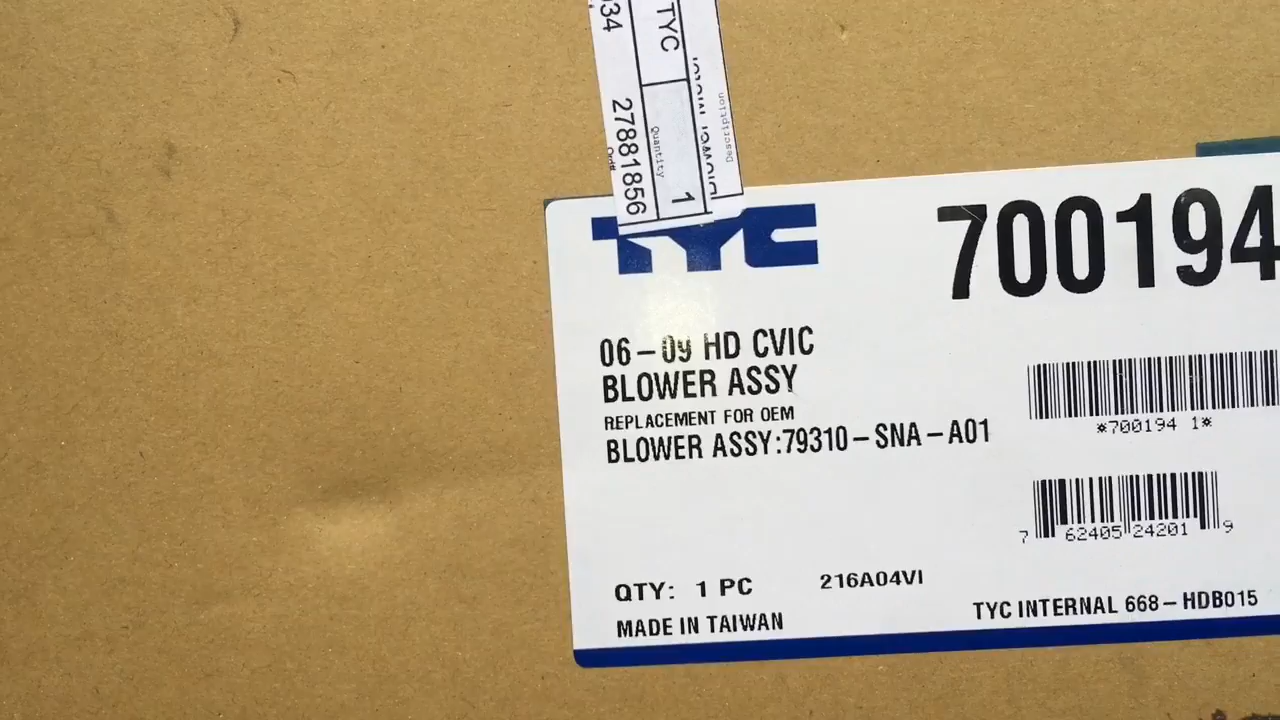 34
27881856
Ord#
TYC
Quantity
1
Description
TYC
700194
06-09 HD CVIC
BLOWER ASSY
REPLACEMENT FOR OEM
BLOWER ASSY:79310-SNA-A01
*700194 1*
7 62405 24201 9
QTY: 1 PC
216A04VI
MADE IN TAIWAN
TYC INTERNAL 668-HDB015